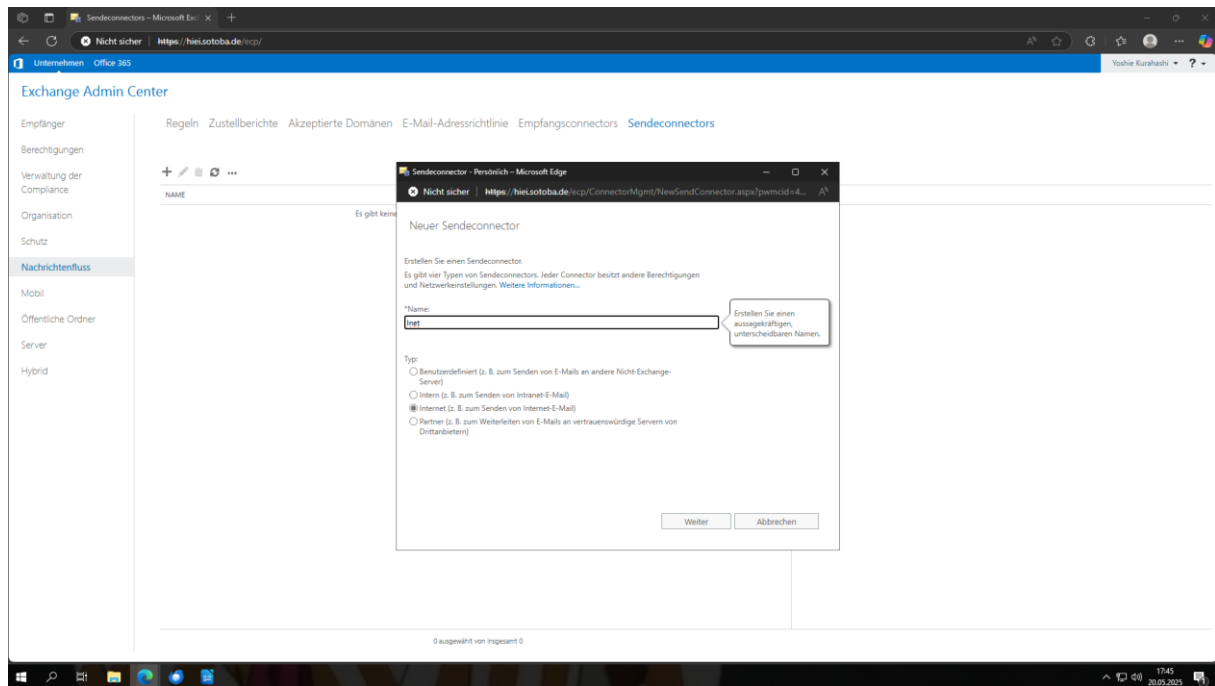 Sendeconnectors – Microsoft Exc
Nicht sicher https://hiei.sotoba.de/ecp/
Unternehmen Office 365
Yoshie Kurahashi ?
Exchange Admin Center
Empfänger
Berechtigungen
Verwaltung der
Compliance
Organisation
Schutz
Nachrichtenfluss
Mobil
Öffentliche Ordner
Server
Hybrid
Regeln Zustellberichte Akzeptierte Domänen E-Mail-Adressrichtlinie Empfangsconnectors Sendeconnectors
NAME
Es gibt keine
Sendeconnector - Persönlich – Microsoft Edge
Nicht sicher https://hiei.sotoba.de/ecp/ConnectorMgmt/NewSendConnector.aspx?pwmcid=4...
Neuer Sendeconnector
Erstellen Sie einen Sendeconnector.
Es gibt vier Typen von Sendeconnectors. Jeder Connector besitzt andere Berechtigungen
und Netzwerkeinstellungen. Weitere Informationen...
*Name:
Inet
Erstellen Sie einen
aussagekräftigen,
unterscheidbaren Namen.
Typ:
Benutzerdefiniert (z. B. zum Senden von E-Mails an andere Nicht-Exchange-
Server)
Intern (z. B. zum Senden von Intranet-E-Mail)
Internet (z. B. zum Senden von Internet-E-Mail)
Partner (z. B. zum Weiterleiten von E-Mails an vertrauenswürdige Servern von
Drittanbietern)
Weiter Abbrechen
0 ausgewählt von insgesamt 0
17:45
20.05.2025